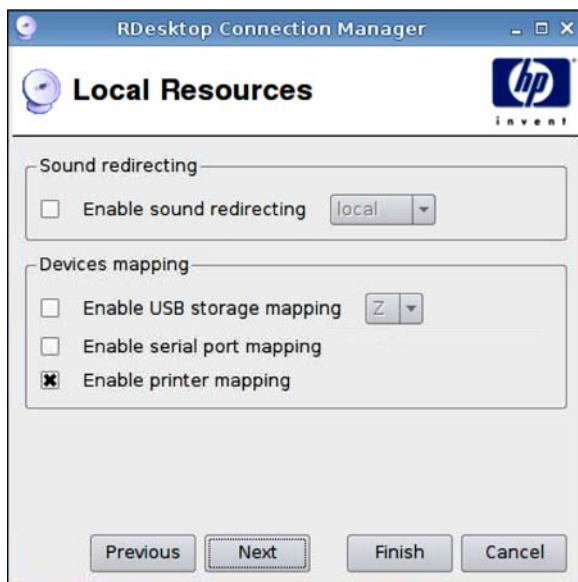 RDesktop Connection Manager
Local Resources
hp
invent
Sound redirecting
Enable sound redirecting
local
Devices mapping
Enable USB storage mapping
Z
Enable serial port mapping
Enable printer mapping
Previous
Next
Finish
Cancel